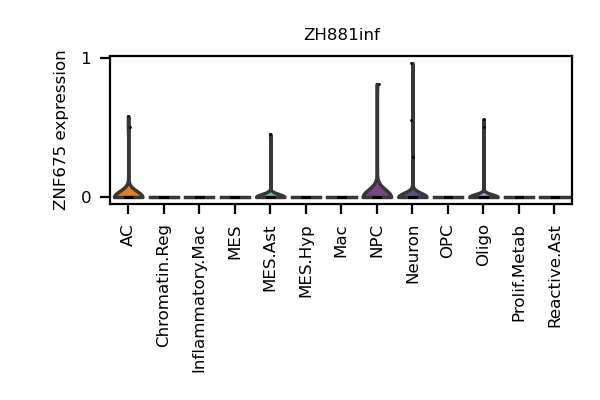 ZH881inf
ZNF675 expression
1
0
AC
Chromatin.Reg
Inflammatory.Mac
MES
MES.Ast
MES.Hyp
Mac
NPC
Neuron
OPC
Oligo
Prolif.Metab
Reactive.Ast